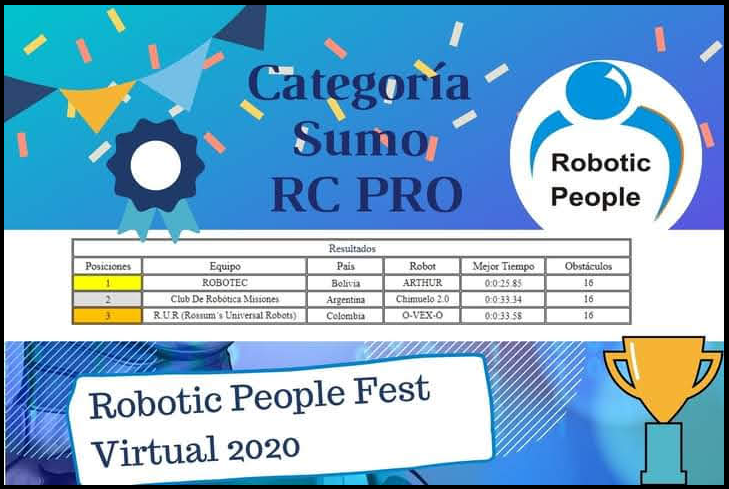 Categoría
Sumo
RC PRO
Robotic
People
Resultados
Posiciones Equipo País Robot Mejor Tiempo Obstáculos
1 ROBOTEC Bolivia ARTHUR 0:0:25.85 16
2 Club De Robótica Misiones Argentina Chimuelo 2.0 0:0:33.34 16
3 R.U.R (Rossum´s Universal Robots) Colombia O-VEX-O 0:0:33.58 16
Robotic People Fest
Virtual 2020